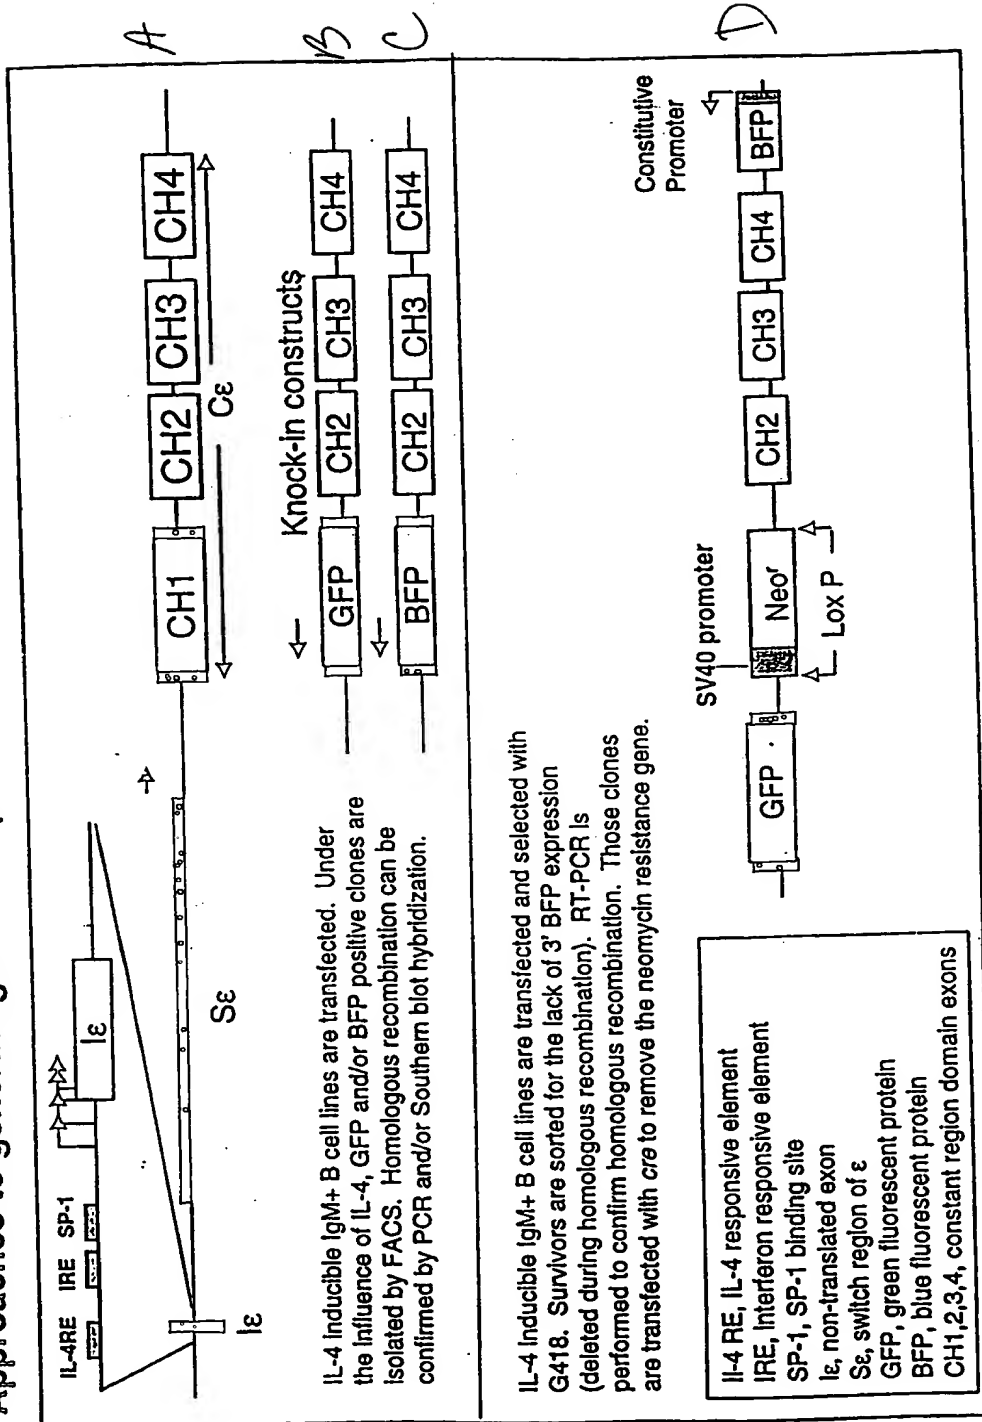 Approaches to generating
A
IL-4RE IRE SP-1
Iε
Iε
Sε
CH1 CH2 CH3 CH4
Cε
Knock-in constructs
B
GFP CH2 CH3 CH4
C
BFP CH2 CH3 CH4
IL-4 inducible IgM+ B cell lines are transfected. Under
the influence of IL-4, GFP and/or BFP positive clones are
isolated by FACS. Homologous recombination can be
confirmed by PCR and/or Southern blot hybridization.
IL-4 inducible IgM+ B cell lines are transfected and selected with
G418. Survivors are sorted for the lack of 3' BFP expression
(deleted during homologous recombination). RT-PCR is
performed to confirm homologous recombination. Those clones
are transfected with cre to remove the neomycin resistance gene.
D
SV40 promoter
Constitutive
Promoter
GFP Neoʳ CH2 CH3 CH4 BFP
Lox P
Il-4 RE, IL-4 responsive element
IRE, Interferon responsive element
SP-1, SP-1 binding site
Iε, non-translated exon
Sε, switch region of ε
GFP, green fluorescent protein
BFP, blue fluorescent protein
CH1,2,3,4, constant region domain exons